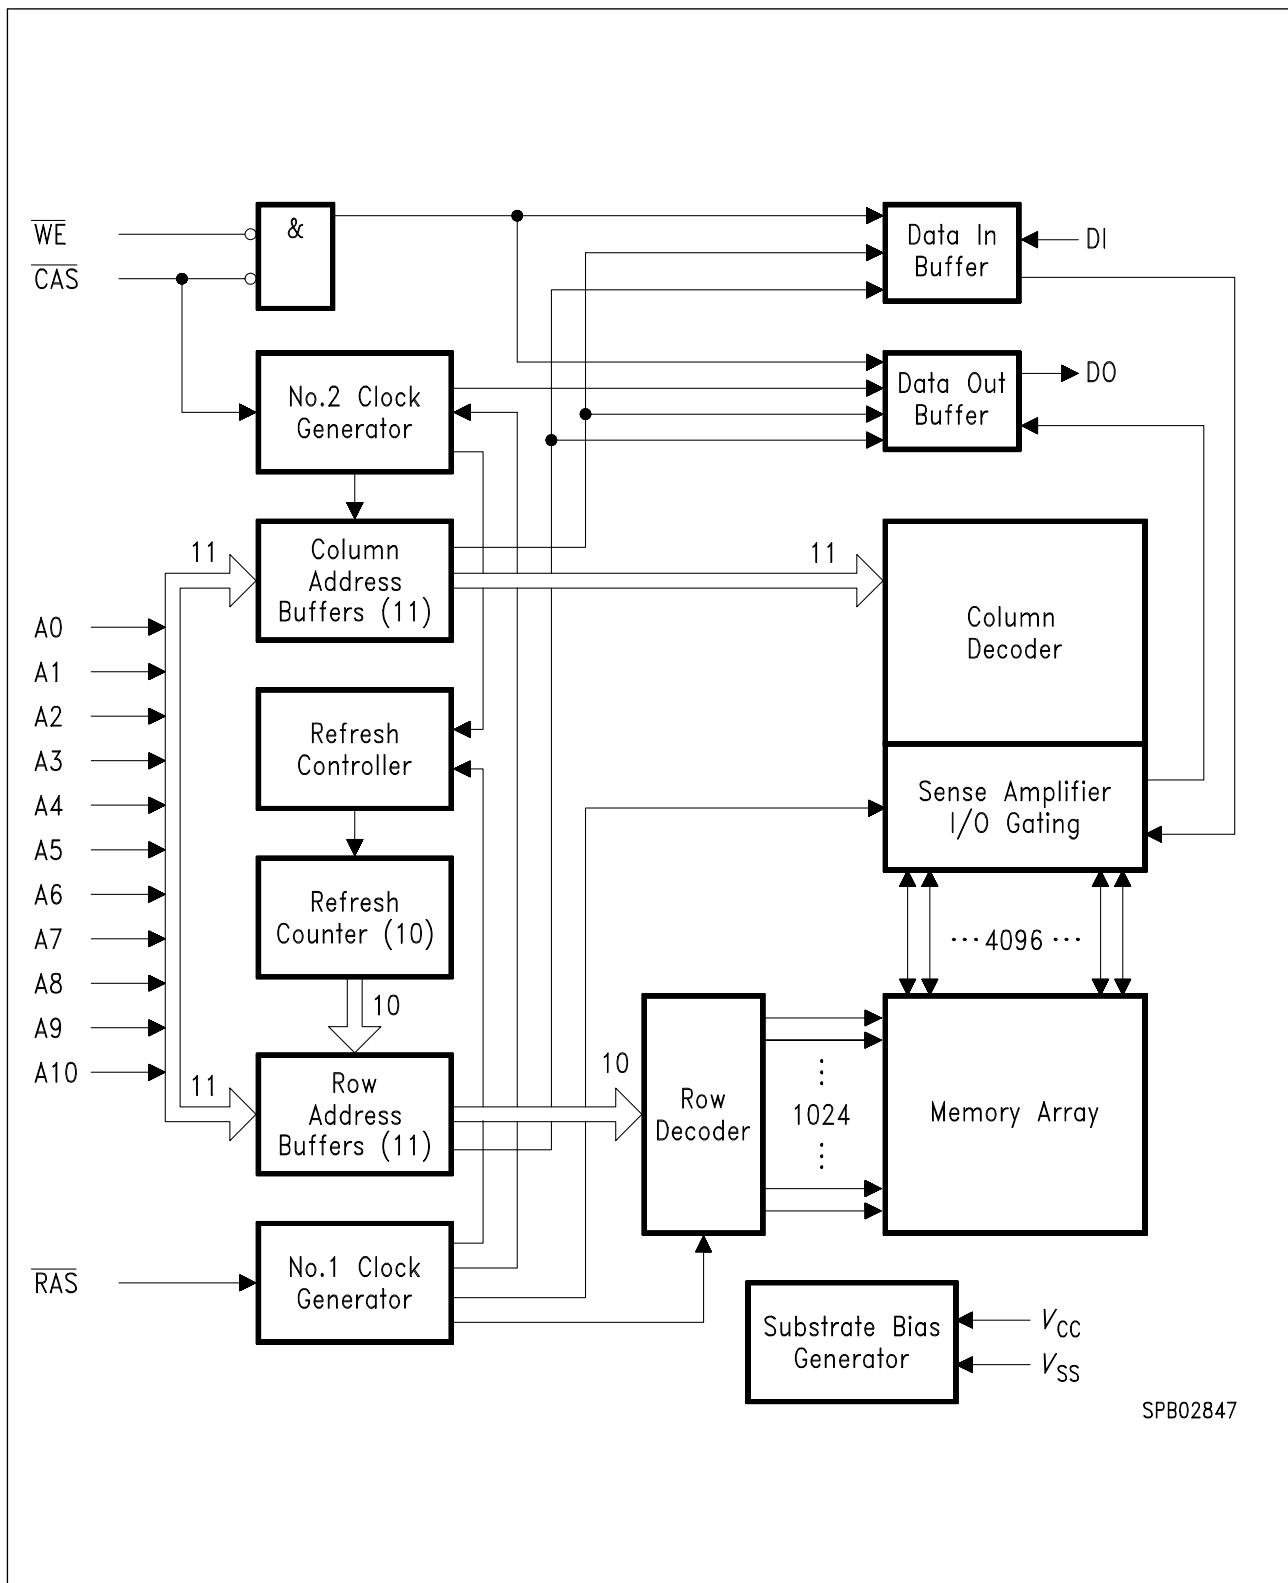 WE
&
Data In
Buffer
DI
CAS
No.2 Clock
Generator
Data Out
Buffer
DO
11
Column
Address
Buffers (11)
11
Column
Decoder
A0
A1
A2
A3
A4
A5
A6
A7
A8
A9
A10
Refresh
Controller
Sense Amplifier
I/O Gating
Refresh
Counter (10)
··· 4096 ···
10
11
Row
Address
Buffers (11)
10
Row
Decoder
···
1024
···
Memory Array
RAS
No.1 Clock
Generator
Substrate Bias
Generator
VCC
VSS
SPB02847